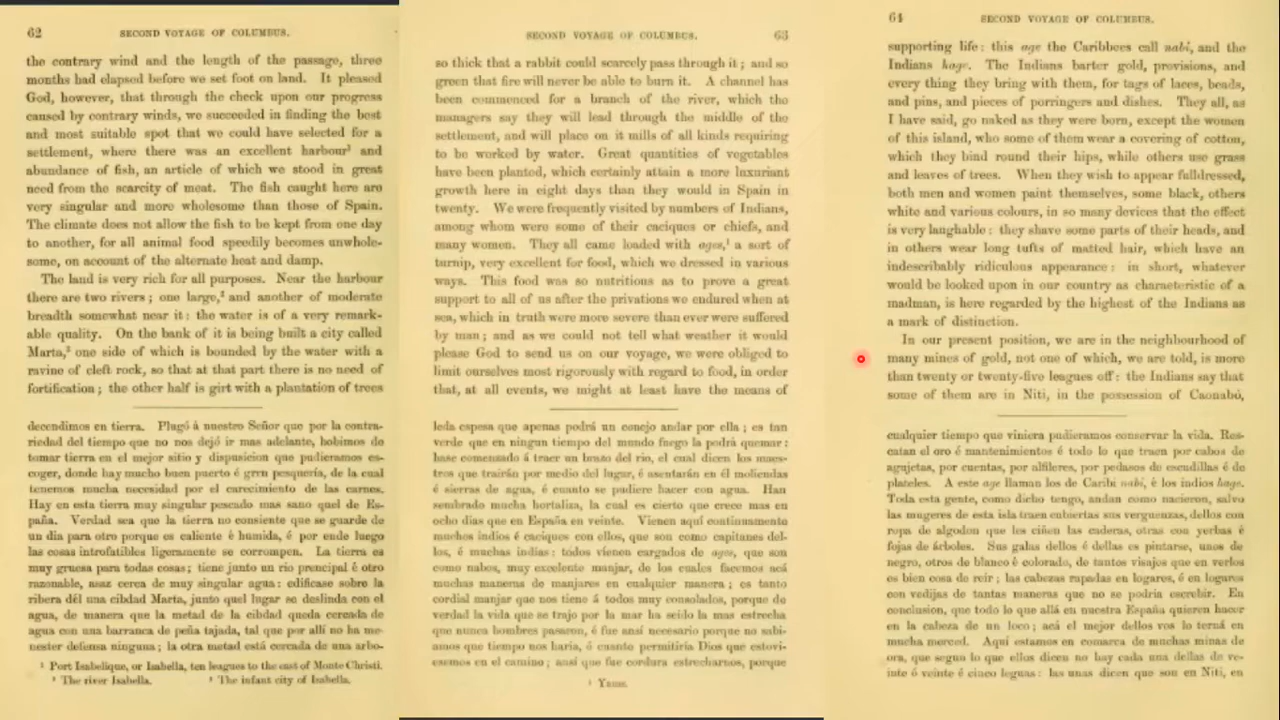 62 SECOND VOYAGE OF COLUMBUS.
the contrary wind and the length of the passage, three
months had elapsed before we set foot on land. It pleased
God, however, that through the check upon our progress
caused by contrary winds, we succeeded in finding the best
and most suitable spot that we could have selected for a
settlement, where there was an excellent harbour¹ and
abundance of fish, an article of which we stood in great
need from the scarcity of meat. The fish caught here are
very singular and more wholesome than those of Spain.
The climate does not allow the fish to be kept from one day
to another, for all animal food speedily becomes unwhole-
some, on account of the alternate heat and damp.
The land is very rich for all purposes. Near the harbour
there are two rivers; one large,² and another of moderate
breadth somewhat near it: the water is of a very remark-
able quality. On the bank of it is being built a city called
Marta,³ one side of which is bounded by the water with a
ravine of cleft rock, so that at that part there is no need of
fortification; the other half is girt with a plantation of trees
decendimos en tierra. Plugó á nuestro Señor que por la contra-
riedad del tiempo que no nos dejó ir mas adelante, hobimos de
tomar tierra en el mejor sitio y disposicion que pudieramos es-
coger, donde hay mucho buen puerto é gran pesquería, de la cual
tenemos mucha necesidad por el carecimiento de las carnes.
Hay en esta tierra muy singular pescado mas sano quel de Es-
paña. Verdad sea que la tierra no consiente que se guarde de
un dia para otro porque es caliente é humida, é por ende luego
las cosas introfatibles ligeramente se corrompen. La tierra es
muy gruesa para todas cosas; tiene junto un rio prencipal é otro
razonable, asaz cerca de muy singular agua: edificase sobre la
ribera dél una cibdad Marta, junto quel lugar se deslinda con el
agua, de manera que la metad de la cibdad queda cercada de
agua con una barranca de peña tajada, tal que por allí no ha me-
nester defensa ninguna; la otra metad está cercada de una arbo-
¹ Port Isabelique, or Isabella, ten leagues to the east of Monte Christi.
² The river Isabella. ³ The infant city of Isabella.
SECOND VOYAGE OF COLUMBUS. 63
so thick that a rabbit could scarcely pass through it; and so
green that fire will never be able to burn it. A channel has
been commenced for a branch of the river, which the
managers say they will lead through the middle of the
settlement, and will place on it mills of all kinds requiring
to be worked by water. Great quantities of vegetables
have been planted, which certainly attain a more luxuriant
growth here in eight days than they would in Spain in
twenty. We were frequently visited by numbers of Indians,
among whom were some of their caciques or chiefs, and
many women. They all came loaded with ages,¹ a sort of
turnip, very excellent for food, which we dressed in various
ways. This food was so nutritious as to prove a great
support to all of us after the privations we endured when at
sea, which in truth were more severe than ever were suffered
by man; and as we could not tell what weather it would
please God to send us on our voyage, we were obliged to
limit ourselves most rigorously with regard to food, in order
that, at all events, we might at least have the means of
leda espesa que apenas podrá un conejo andar por ella; es tan
verde que en ningun tiempo del mundo fuego la podrá quemar:
hase comenzado á traer un brazo del rio, el cual dicen los maes-
tros que trairán por medio del lugar, é asentarán en él moliendas
é sierras de agua, é cuanto se pudiere hacer con agua. Han
sembrado mucha hortaliza, la cual es cierto que crece mas en
ocho dias que en España en veinte. Vienen aquí continuamente
muchos indios é caciques con ellos, que son como capitanes del-
los, é muchas indias: todos vienen cargados de ages, que son
como nabos, muy excelente manjar, de los cuales facemos acá
muchas maneras de manjares en cualquier manera; es tanto
cordial manjar que nos tiene á todos muy consolados, porque de
verdad la vida que se trajo por la mar ha seido la mas estrecha
que nunca hombres pasaron, é fue ansí necesario porque no sabi-
amos que tiempo nos haria, ó cuanto permitiria Dios que estovi-
esemos en el camino; ansí que fue cordura estrecharnos, porque
¹ Yams.
64 SECOND VOYAGE OF COLUMBUS.
supporting life: this age the Caribbees call nabi, and the
Indians hage. The Indians barter gold, provisions, and
every thing they bring with them, for tags of laces, beads,
and pins, and pieces of porringers and dishes. They all, as
I have said, go naked as they were born, except the women
of this island, who some of them wear a covering of cotton,
which they bind round their hips, while others use grass
and leaves of trees. When they wish to appear fulldressed,
both men and women paint themselves, some black, others
white and various colours, in so many devices that the effect
is very laughable: they shave some parts of their heads, and
in others wear long tufts of matted hair, which have an
indescribably ridiculous appearance: in short, whatever
would be looked upon in our country as characteristic of a
madman, is here regarded by the highest of the Indians as
a mark of distinction.
In our present position, we are in the neighbourhood of
many mines of gold, not one of which, we are told, is more
than twenty or twenty-five leagues off: the Indians say that
some of them are in Niti, in the possession of Caonabó,
cualquier tiempo que viniera pudieramos conservar la vida. Res-
catan el oro é mantenimientos é todo lo que traen por cabos de
agujetas, por cuentas, por alfileres, por pedazos de escudillas é de
plateles. A este age llaman los de Caribi nabi, é los indios hage.
Toda esta gente, como dicho tengo, andan como nacieron, salvo
las mugeres de esta isla traen cubiertas sus verguenzas, dellas con
ropa de algodon que les ciñen las caderas, otras con yerbas é
fojas de árboles. Sus galas dellos é dellas es pintarse, unos de
negro, otros de blanco é colorado, de tantos visajes que en verlos
es bien cosa de reir; las cabezas rapadas en logares, é en logares
con vedijas de tantas maneras que no se podria escrebir. En
conclusion, que todo lo que allá en nuestra España quieren hacer
en la cabeza de un loco; acá el mejor dellos vos lo terná en
mucha merced. Aquí estamos en comarca de muchas minas de
ora, que segun lo que ellos dicen no hay cada una dellas de ve-
inte ó veinte é cinco leguas: las unas dicen que son en Niti, en